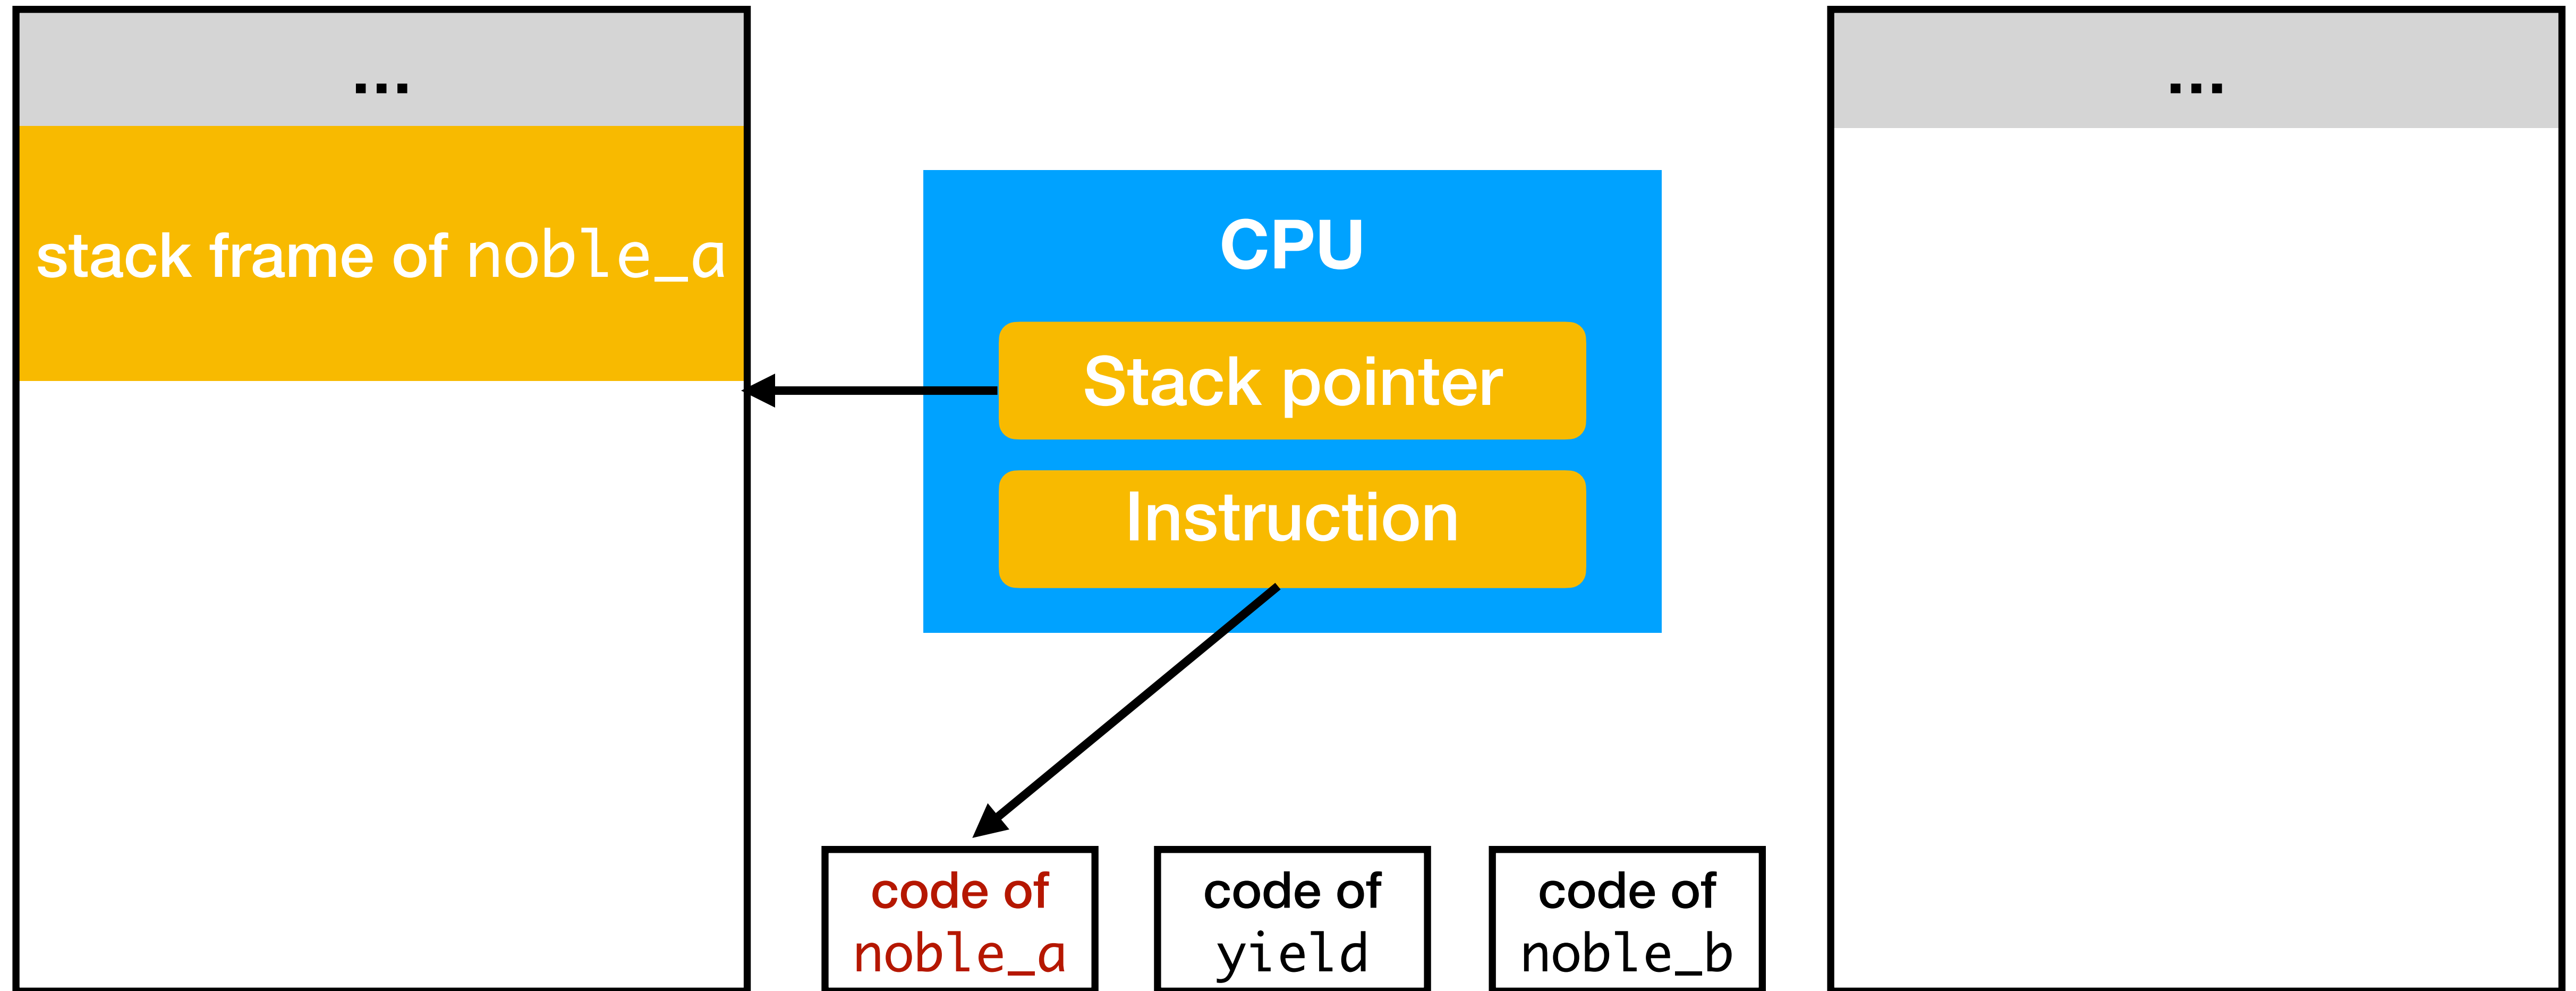 ...
stack frame of noble_a
CPU
Stack pointer
Instruction
code of
noble_a
code of
yield
code of
noble_b
...